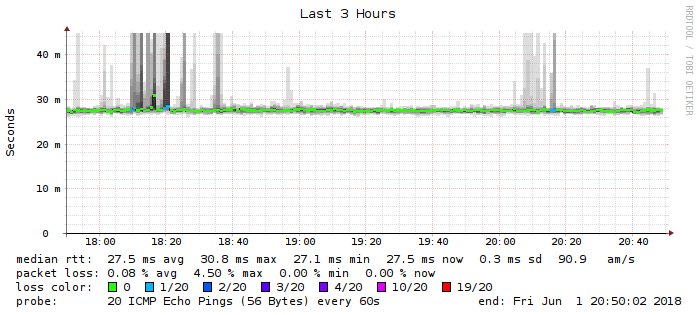 Last 3 Hours
RRDTOOL / TOBI OETIKER
Seconds
40 m
30 m
20 m
10 m
0
18:00 18:20 18:40 19:00 19:20 19:40 20:00 20:20 20:40
median rtt: 27.5 ms avg 30.8 ms max 27.1 ms min 27.5 ms now 0.3 ms sd 90.9 am/s
packet loss: 0.08 % avg 4.50 % max 0.00 % min 0.00 % now
loss color: 0 1/20 2/20 3/20 4/20 10/20 19/20
probe: 20 ICMP Echo Pings (56 Bytes) every 60s end: Fri Jun 1 20:50:02 2018